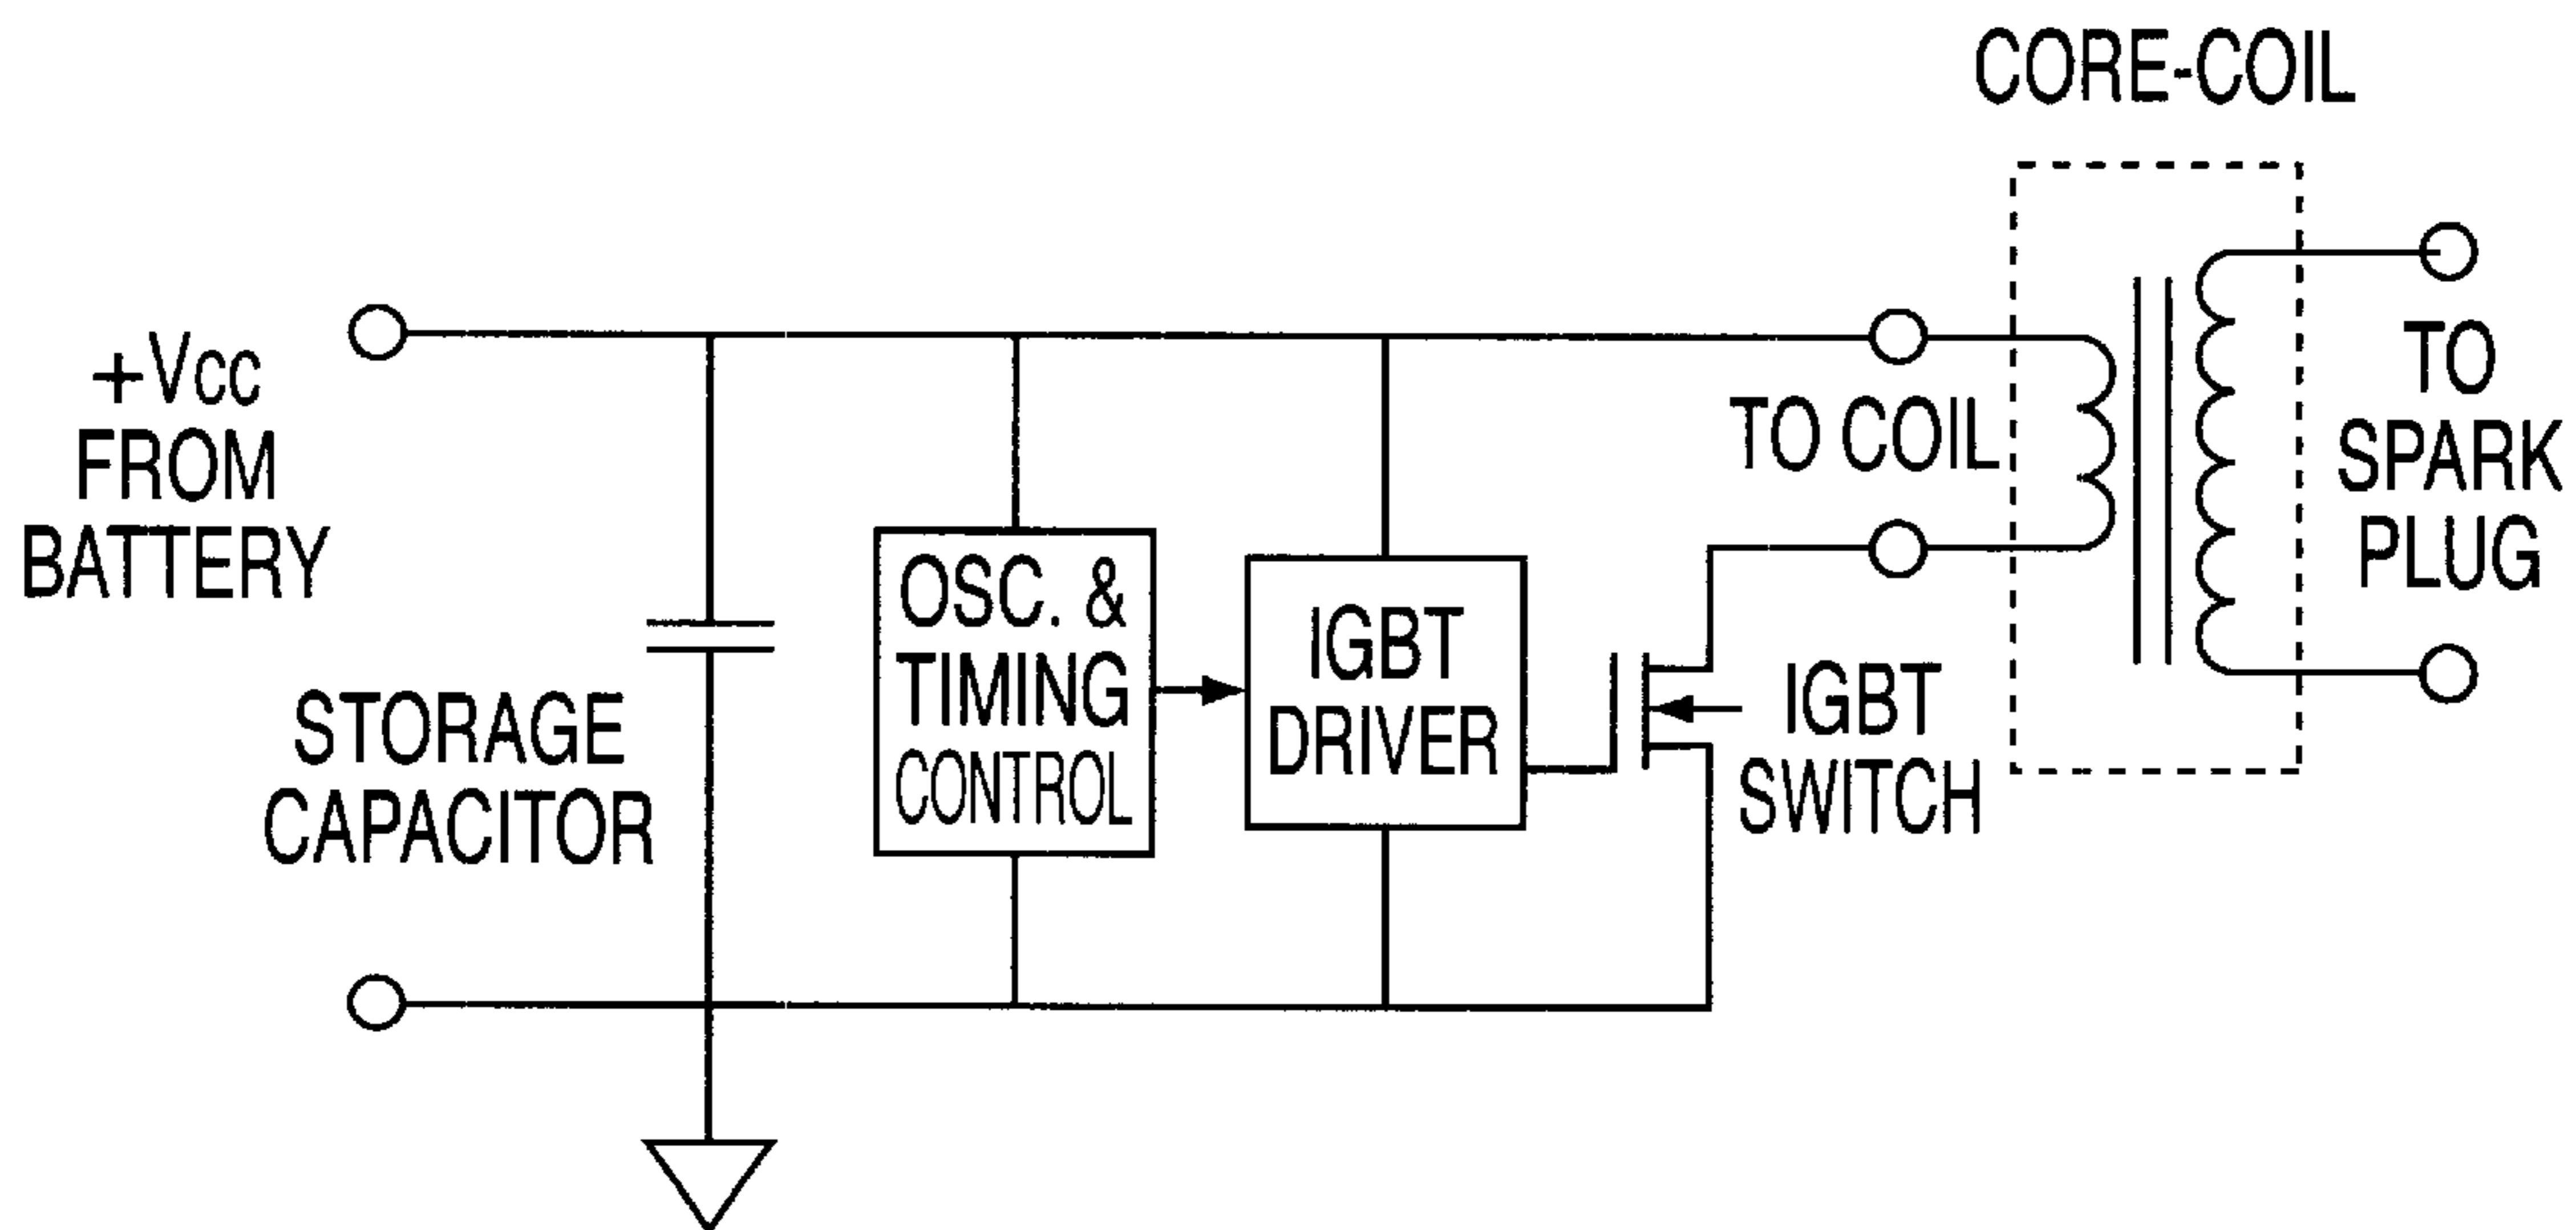 CORE-COIL
+Vcc
FROM
BATTERY
STORAGE
CAPACITOR
OSC. &
TIMING
CONTROL
IGBT
DRIVER
IGBT
SWITCH
TO COIL
TO
SPARK
PLUG